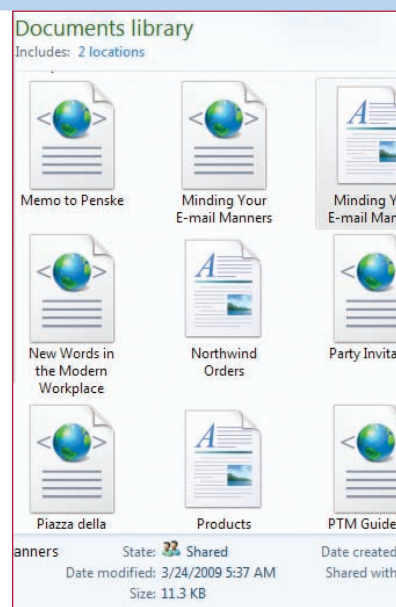 Documents library
Includes: 2 locations
Memo to Penske
Minding Your
E-mail Manners
Minding Y
E-mail Man
New Words in
the Modern
Workplace
Northwind
Orders
Party Invita
Piazza della
Products
PTM Guide
anners
State: Shared
Date created
Date modified: 3/24/2009 5:37 AM
Shared with
Size: 11.3 KB